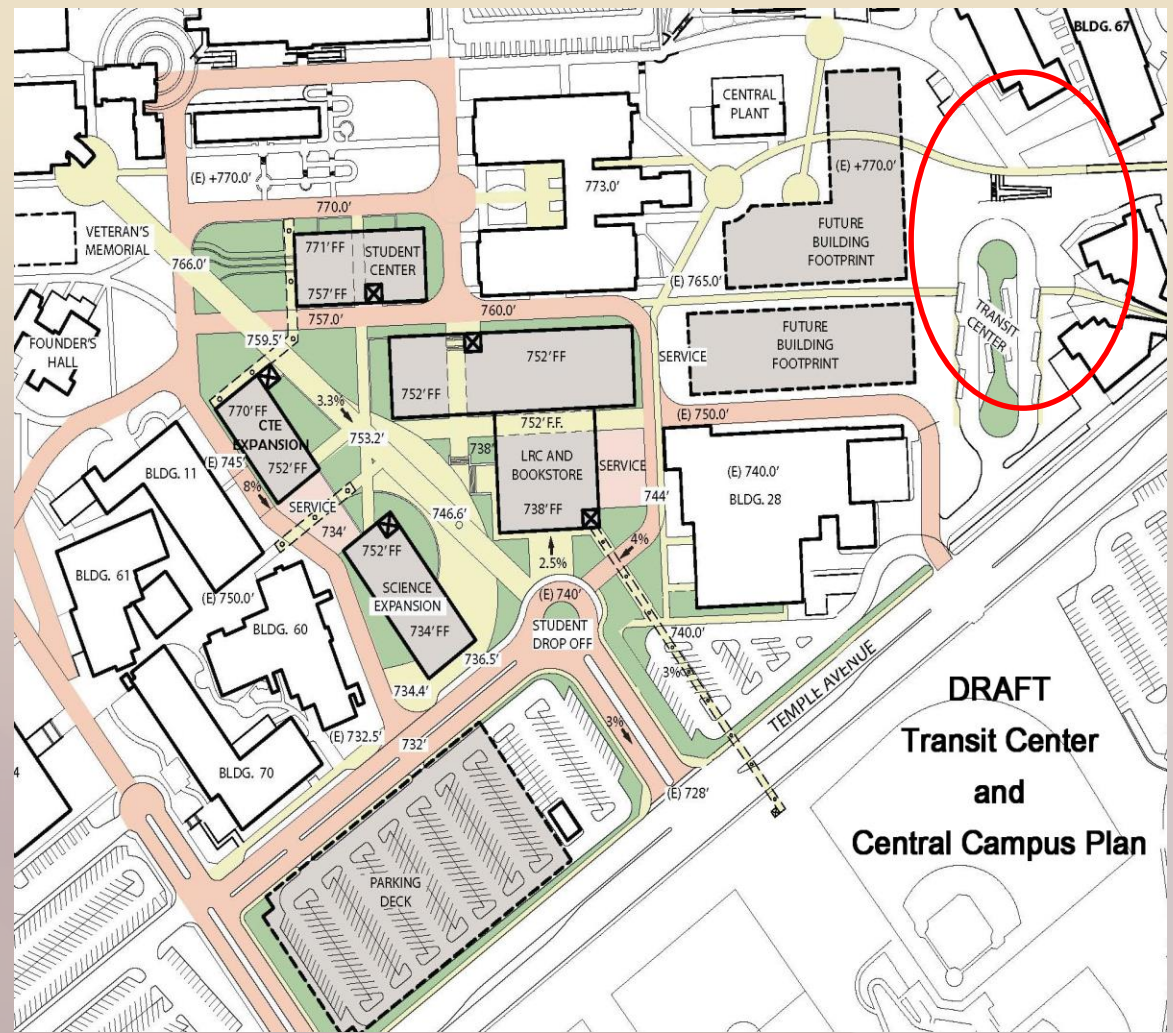 BLDG. 67
CENTRAL
PLANT
(E) +770.0'
(E) +770.0'
773.0'
770.0'
VETERAN'S
MEMORIAL
766.0'
771' FF
STUDENT
CENTER
757' FF
FUTURE
BUILDING
FOOTPRINT
(E) 765.0'
757.0'
760.0'
TRANSIT
CENTER
FOUNDER'S
HALL
759.5'
752' FF
SERVICE
FUTURE
BUILDING
FOOTPRINT
752' FF
770' FF
CTE
EXPANSION
752' FF
3.3%
753.2'
752' F.F.
(E) 750.0'
738'
LRC AND
BOOKSTORE
SERVICE
738' FF
(E) 745'
BLDG. 11
8%
SERVICE
734'
746.6'
744'
(E) 740.0'
BLDG. 28
752' FF
SCIENCE
EXPANSION
734' FF
2.5%
4%
(E) 740'
STUDENT
DROP OFF
BLDG. 61
(E) 750.0'
BLDG. 60
736.5'
740.0'
3%
TEMPLE AVENUE
734.4'
(E) 732.5'
732'
3%
BLDG. 70
4
(E) 728'
PARKING
DECK
DRAFT
Transit Center
and
Central Campus Plan